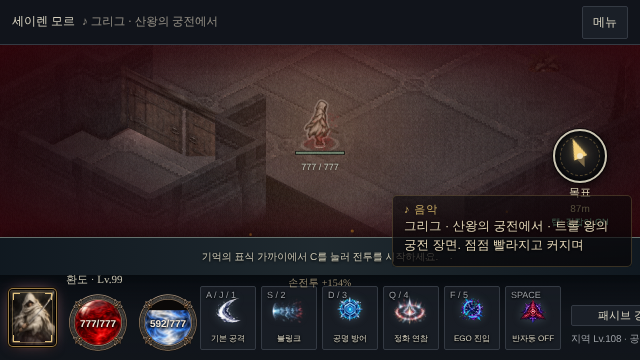 세이렌 모르 ♪ 그리그 · 산왕의 궁전에서
메뉴
777 / 777
목표
87m
♪ 음악
그리그 · 산왕의 궁전에서 · 트롤 왕의
궁전 장면. 점점 빨라지고 커지며
기억의 표식 가까이에서 C를 눌러 전투를 시작하세요.
환도 · Lv.99
손전투 +154%
777/777
592/777
A / J / 1
기본 공격
S / 2
블링크
D / 3
공명 방어
Q / 4
정화 연참
F / 5
EGO 진입
SPACE
반자동 OFF
패시브
지역 Lv.108 · 공